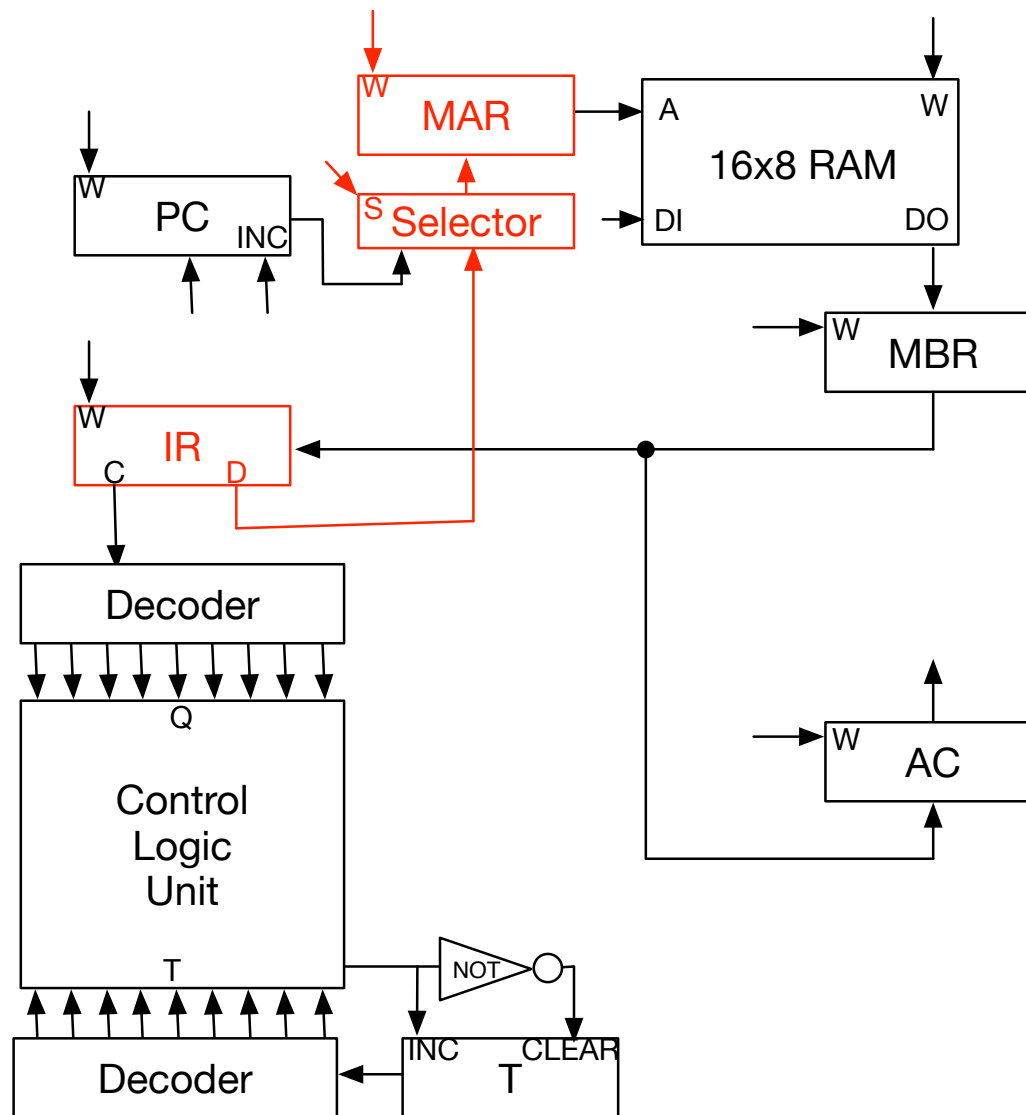 W
MAR
A
W
16x8 RAM
DI
DO
W
PC
INC
S
Selector
W
MBR
W
IR
C
D
Decoder
Q
Control
Logic
Unit
T
W
AC
NOT
INC
CLEAR
T
Decoder